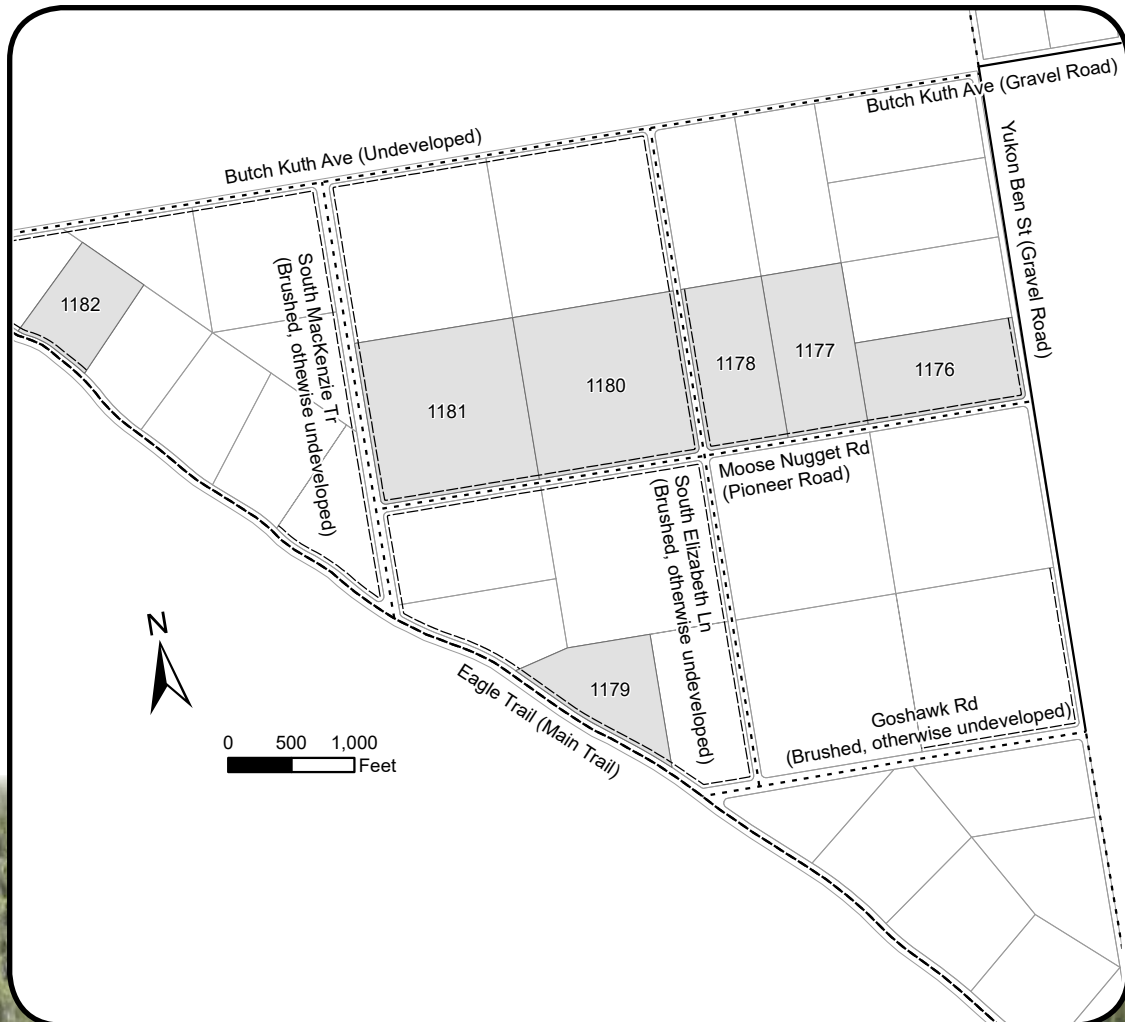 Butch Kuth Ave (Gravel Road)
Butch Kuth Ave (Undeveloped)
Yukon Ben St (Gravel Road)
South MacKenzie Tr
(Brushed, othewise undeveloped)
1182
1181
1180
1178
1177
1176
Moose Nugget Rd
(Pioneer Road)
South Elizabeth Ln
(Brushed, otherwise undeveloped)
1179
Eagle Trail (Main Trail)
Goshawk Rd
(Brushed, otherwise undeveloped)
N
0 500 1,000
Feet